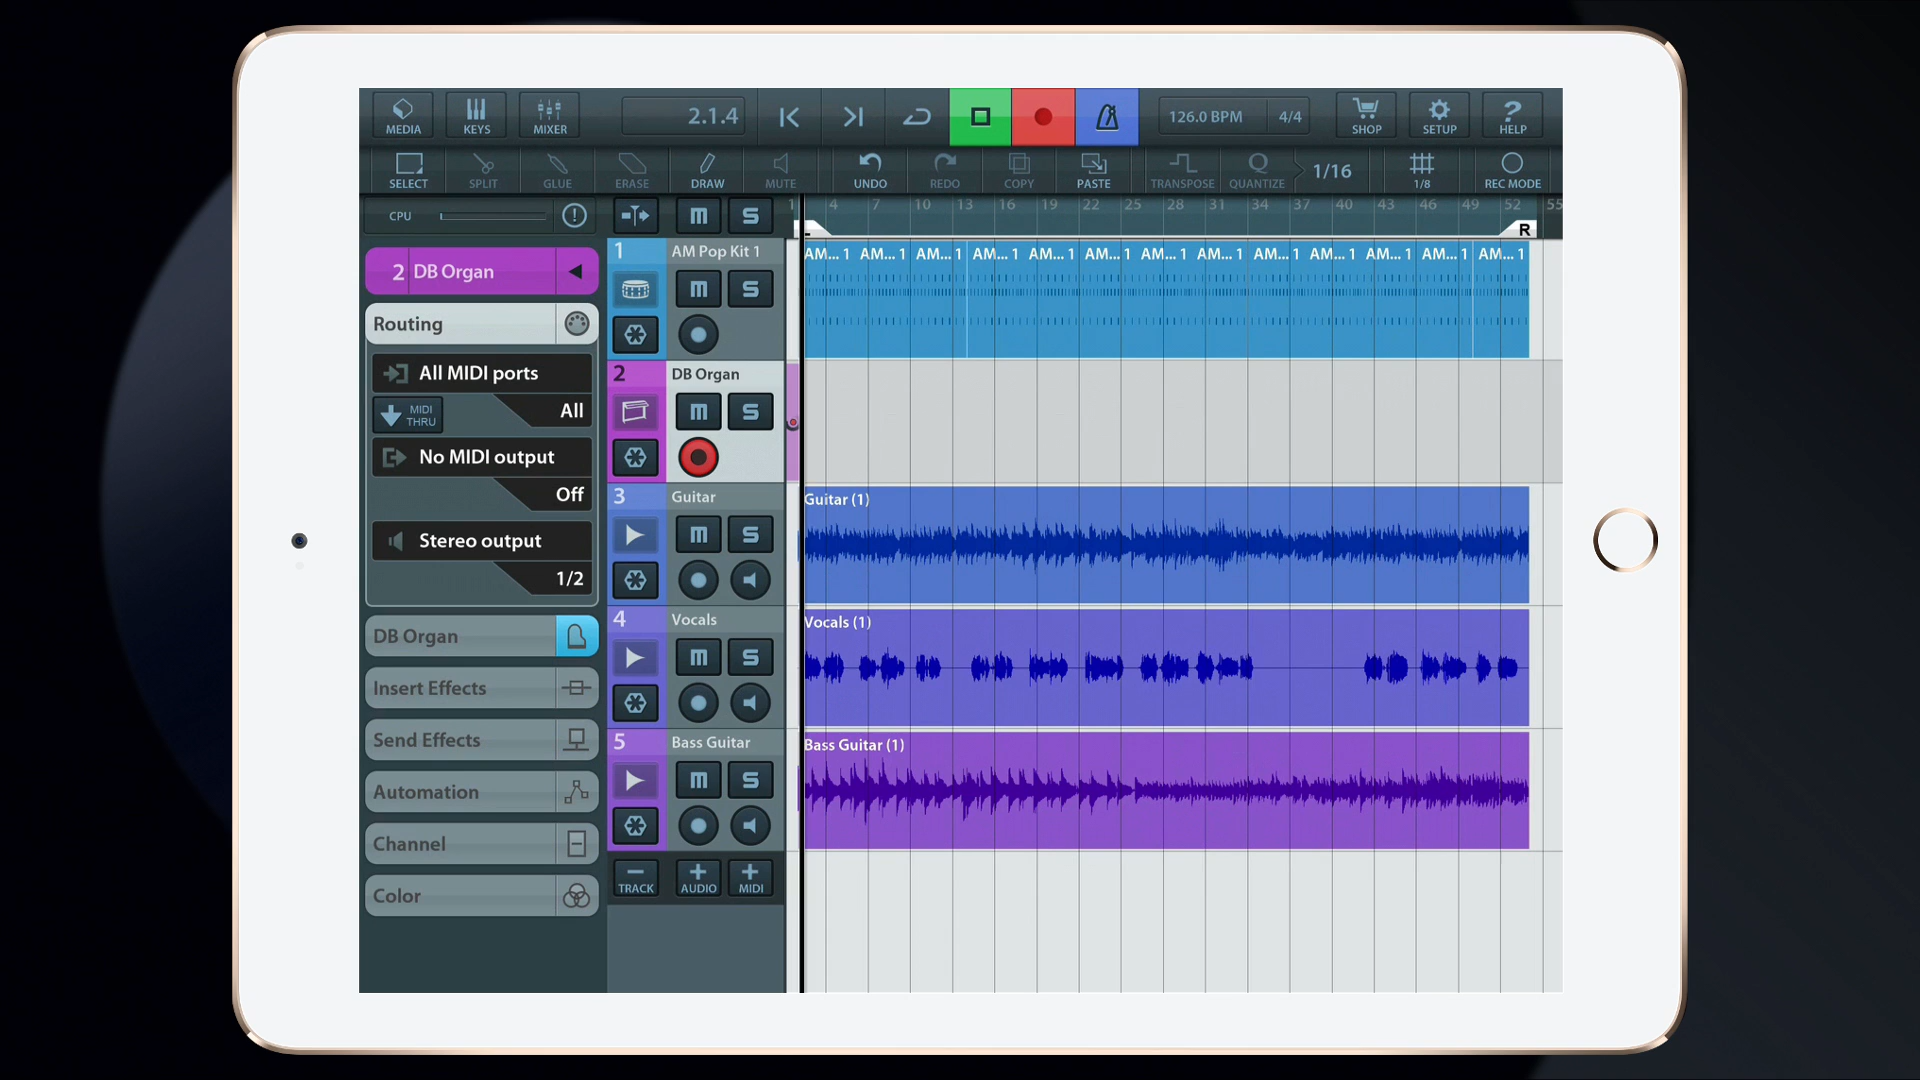 MEDIA
KEYS
MIXER
2.1.4
126.0 BPM
4/4
SHOP
SETUP
? HELP
SELECT
SPLIT
GLUE
ERASE
DRAW
MUTE
UNDO
REDO
COPY
PASTE
TRANSPOSE
Q QUANTIZE
1/16
1/8
REC MODE
CPU
M S
1 4 7 10 13 16 19 22 25 28 31 34 37 40 43 46 49 52 55
R
2 DB Organ
Routing
All MIDI ports
MIDI THRU
All
No MIDI output
Off
Stereo output
1/2
DB Organ
Insert Effects
Send Effects
Automation
Channel
Color
1 AM Pop Kit 1
M S
AM... 1 AM... 1 AM... 1 AM... 1 AM... 1 AM... 1 AM... 1 AM... 1 AM... 1 AM... 1 AM... 1 AM... 1 AM... 1
2 DB Organ
M S
3 Guitar
M S
Guitar (1)
4 Vocals
M S
Vocals (1)
5 Bass Guitar
M S
Bass Guitar (1)
TRACK
AUDIO
MIDI